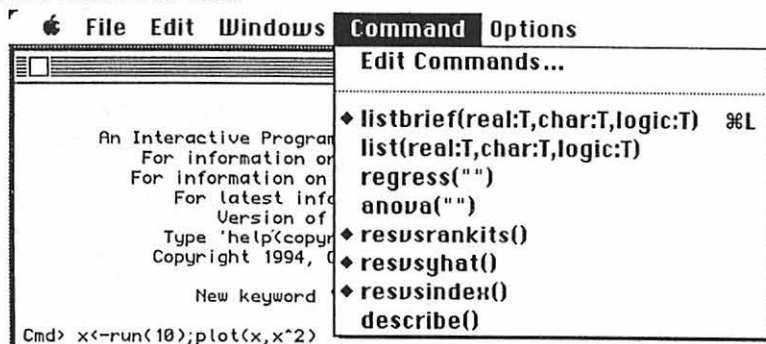 File Edit Windows Command Options
Edit Commands...
listbrief(real:T,char:T,logic:T) ⌘L
list(real:T,char:T,logic:T)
regress("")
anova("")
resvsrankits()
resvsyhat()
resvsindex()
describe()
An Interactive Program
For information on
For information on
For latest info
Version of
Type 'help(copyr
Copyright 1994,
New keyword
Cmd> x<-run(10);plot(x,x^2)